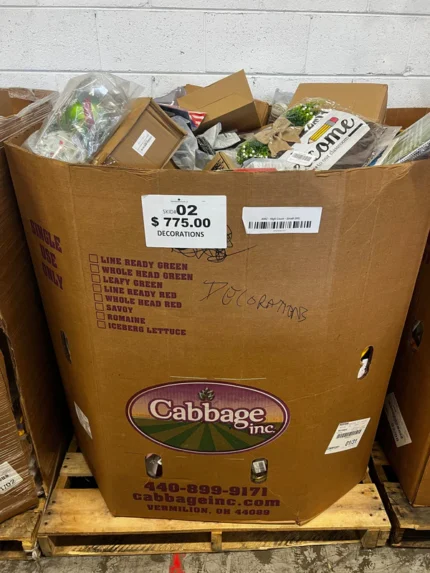 come
02
$ 775.00
DECORATIONS
SINGLE
USE
ONLY
LINE READY GREEN
WHOLE HEAD GREEN
LEAFY GREEN
LINE READY RED
WHOLE HEAD RED
SAVOY
ROMAINE
ICEBERG LETTUCE
DECORATIONS
Cabbage
inc.
440-899-9171
cabbageinc.com
VERMILION, OH 44089